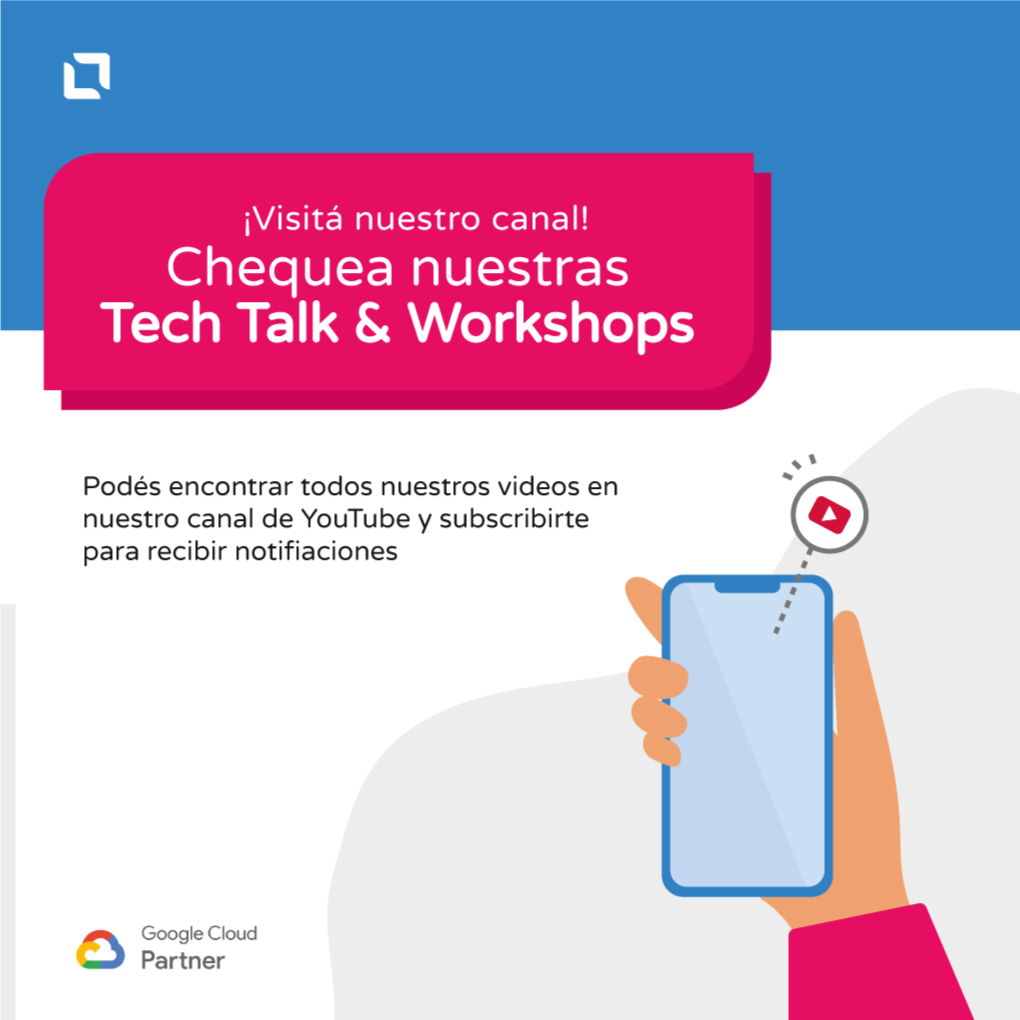 ¡Visitá nuestro canal!
Chequea nuestras
Tech Talk & Workshops
Podés encontrar todos nuestros videos en
nuestro canal de YouTube y subscribirte
para recibir notifiaciones
Google Cloud
Partner